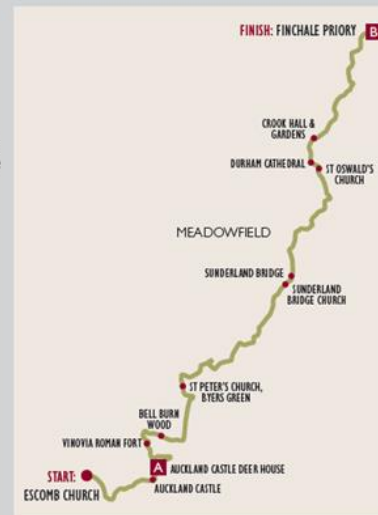 FINISH: FINCHALE PRIORY
B
CROOK HALL &
GARDENS
DURHAM CATHEDRAL
ST OSWALD'S
CHURCH
MEADOWFIELD
SUNDERLAND BRIDGE
SUNDERLAND
BRIDGE CHURCH
ST PETER'S CHURCH,
BYERS GREEN
BELL BURN
WOOD
VINOVIA ROMAN FORT
A
AUCKLAND CASTLE DEER HOUSE
START:
ESCOMB CHURCH
AUCKLAND CASTLE